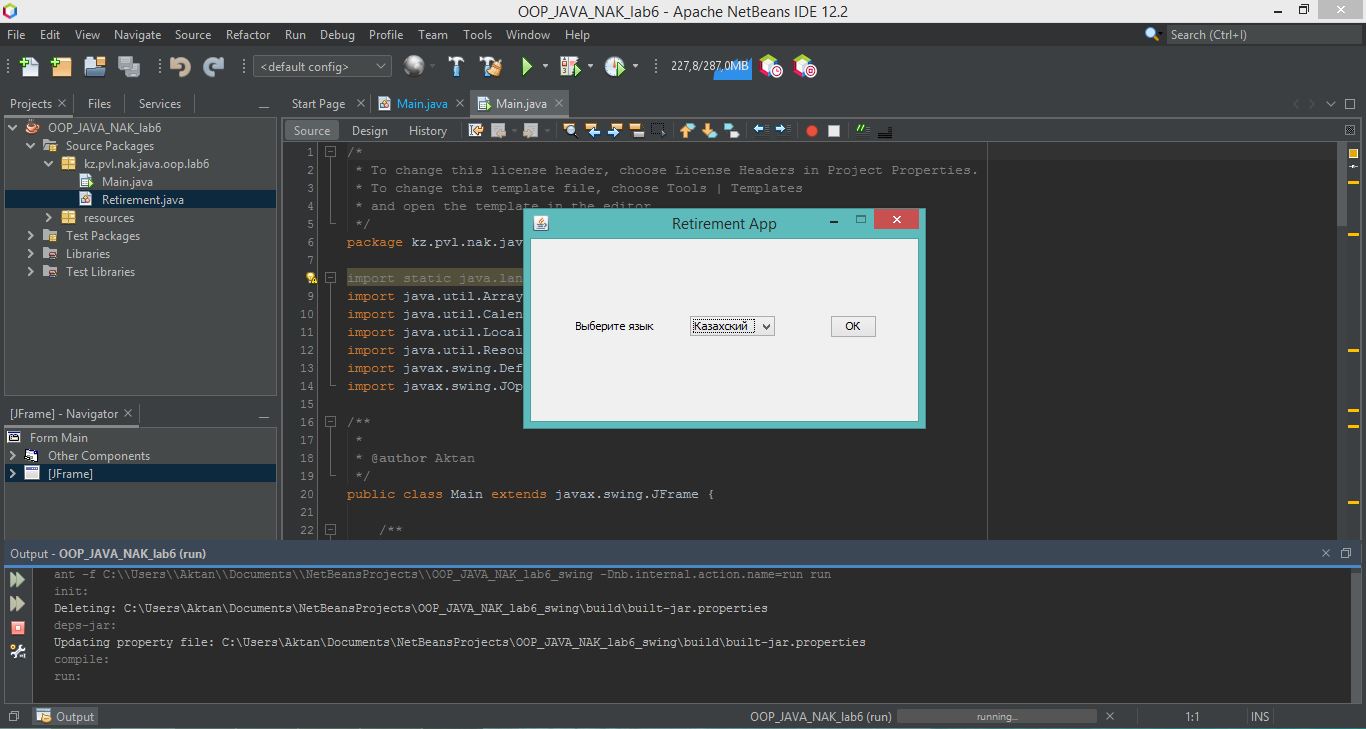 OOP_JAVA_NAK_lab6 - Apache NetBeans IDE 12.2
File Edit View Navigate Source Refactor Run Debug Profile Team Tools Window Help
Search (Ctrl+I)
<default config>
227,8/287,0MB
Projects Files Services
Start Page Main.java Main.java
OOP_JAVA_NAK_lab6
Source Packages
kz.pvl.nak.java.oop.lab6
Main.java
Retirement.java
resources
Test Packages
Libraries
Test Libraries
[JFrame] - Navigator
Form Main
Other Components
[JFrame]
Source Design History
1 /*
2 * To change this license header, choose License Headers in Project Properties.
3 * To change this template file, choose Tools | Templates
4 * and open the template in the editor
5 */
6 package kz.pvl.nak.jav
7
import static java.lan
9 import java.util.Array
10 import java.util.Calen
11 import java.util.Local
12 import java.util.Resou
13 import javax.swing.Def
14 import javax.swing.JOp
15
16 /**
17 *
18 * @author Aktan
19 */
20 public class Main extends javax.swing.JFrame {
21
22 /**
Retirement App
Выберите язык
Казахский
OK
Output - OOP_JAVA_NAK_lab6 (run)
ant -f C:\\Users\\Aktan\\Documents\\NetBeansProjects\\OOP_JAVA_NAK_lab6_swing -Dnb.internal.action.name=run run
init:
Deleting: C:\Users\Aktan\Documents\NetBeansProjects\OOP_JAVA_NAK_lab6_swing\build\built-jar.properties
deps-jar:
Updating property file: C:\Users\Aktan\Documents\NetBeansProjects\OOP_JAVA_NAK_lab6_swing\build\built-jar.properties
compile:
run:
Output
OOP_JAVA_NAK_lab6 (run)
running...
1:1
INS